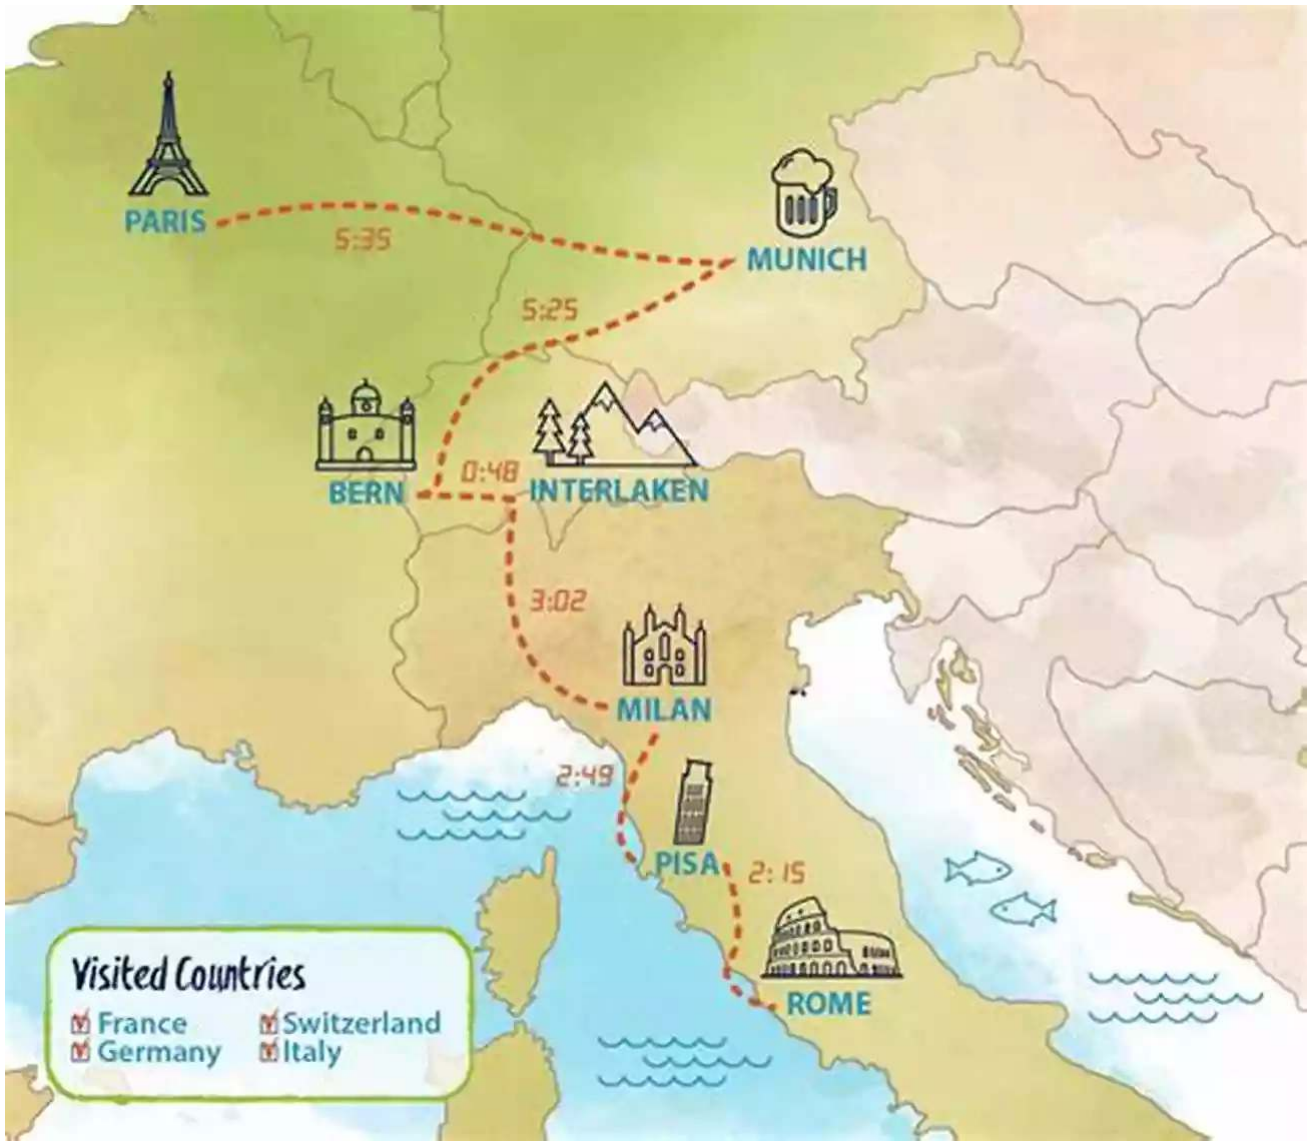 PARIS
5:35
MUNICH
5:25
BERN
0:48
INTERLAKEN
3:02
MILAN
2:49
PISA
2:15
ROME
Visited Countries
France
Switzerland
Germany
Italy